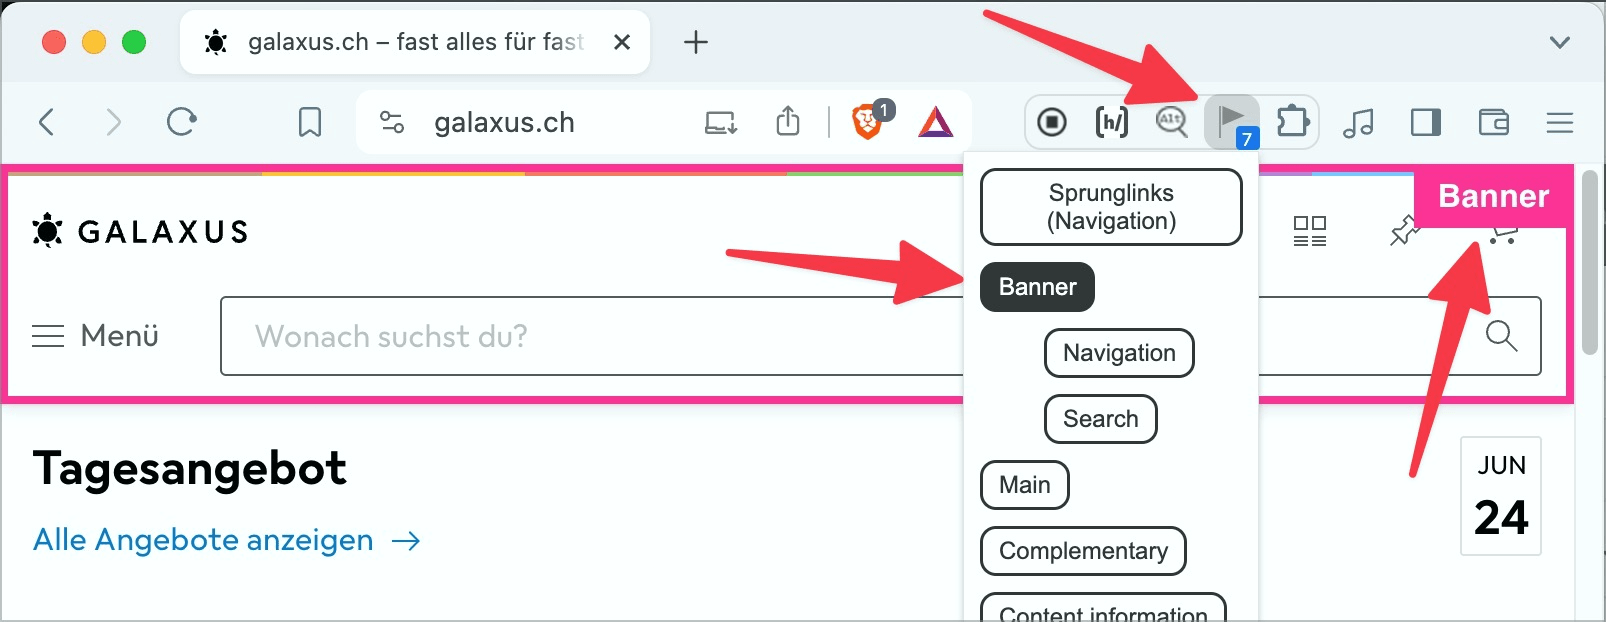 galaxus.ch – fast alles für fast
galaxus.ch
1
[h/]
Alt
7
Banner
GALAXUS
Menü
Wonach suchst du?
Sprunglinks
(Navigation)
Banner
Navigation
Search
Main
Complementary
Content information
Tagesangebot
Alle Angebote anzeigen
JUN
24